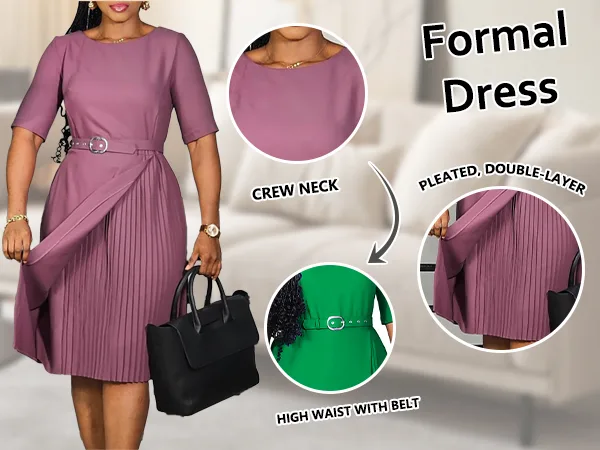 Formal
Dress
CREW NECK
PLEATED, DOUBLE-LAYER
HIGH WAIST WITH BELT